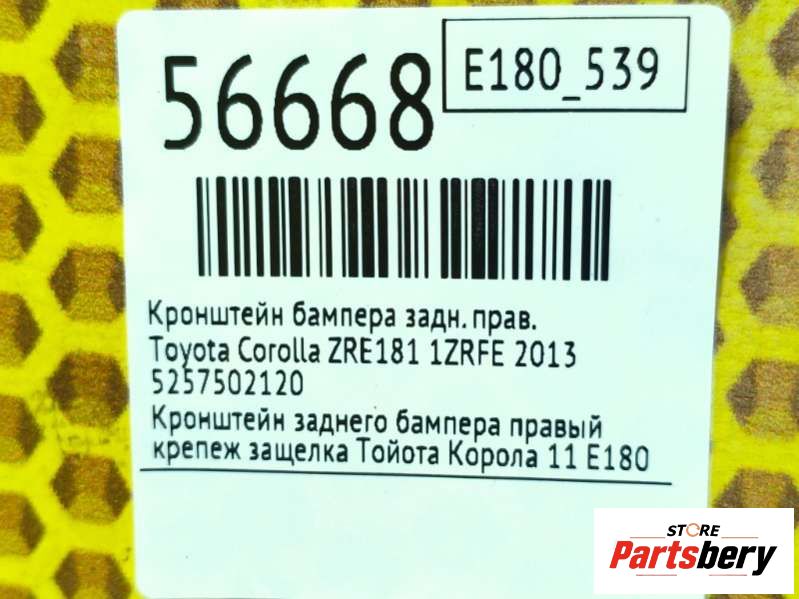 56668
E180_539
Кронштейн бампера задн. прав.
Toyota Corolla ZRE181 1ZRFE 2013
5257502120
Кронштейн заднего бампера правый
крепеж защелка Тойота Корола 11 E180
STORE
Partsbery